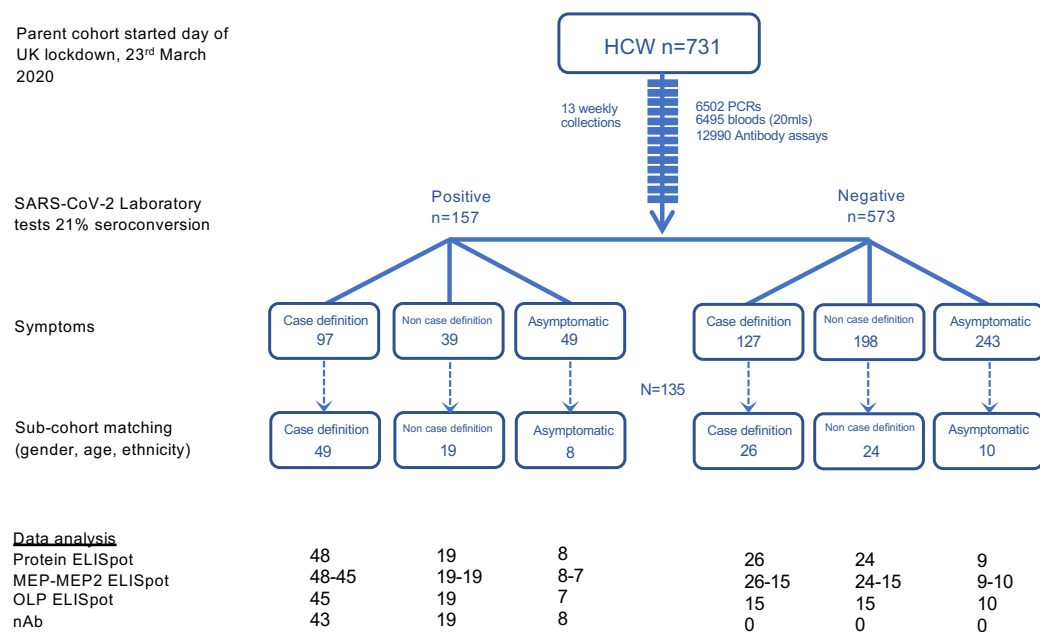 Parent cohort started day of
UK lockdown, 23rd March
2020
HCW n=731
13 weekly
collections
6502 PCRs
6495 bloods (20mls)
12990 Antibody assays
SARS-CoV-2 Laboratory
tests 21% seroconversion
Positive
n=157
Negative
n=573
Symptoms
Case definition
97
Non case definition
39
Asymptomatic
49
Case definition
127
Non case definition
198
Asymptomatic
243
N=135
Sub-cohort matching
(gender, age, ethnicity)
Case definition
49
Non case definition
19
Asymptomatic
8
Case definition
26
Non case definition
24
Asymptomatic
10
Data analysis
Protein ELISpot 48 19 8 26 24 9
MEP-MEP2 ELISpot 48-45 19-19 8-7 26-15 24-15 9-10
OLP ELISpot 45 19 7 15 15 10
nAb 43 19 8 0 0 0